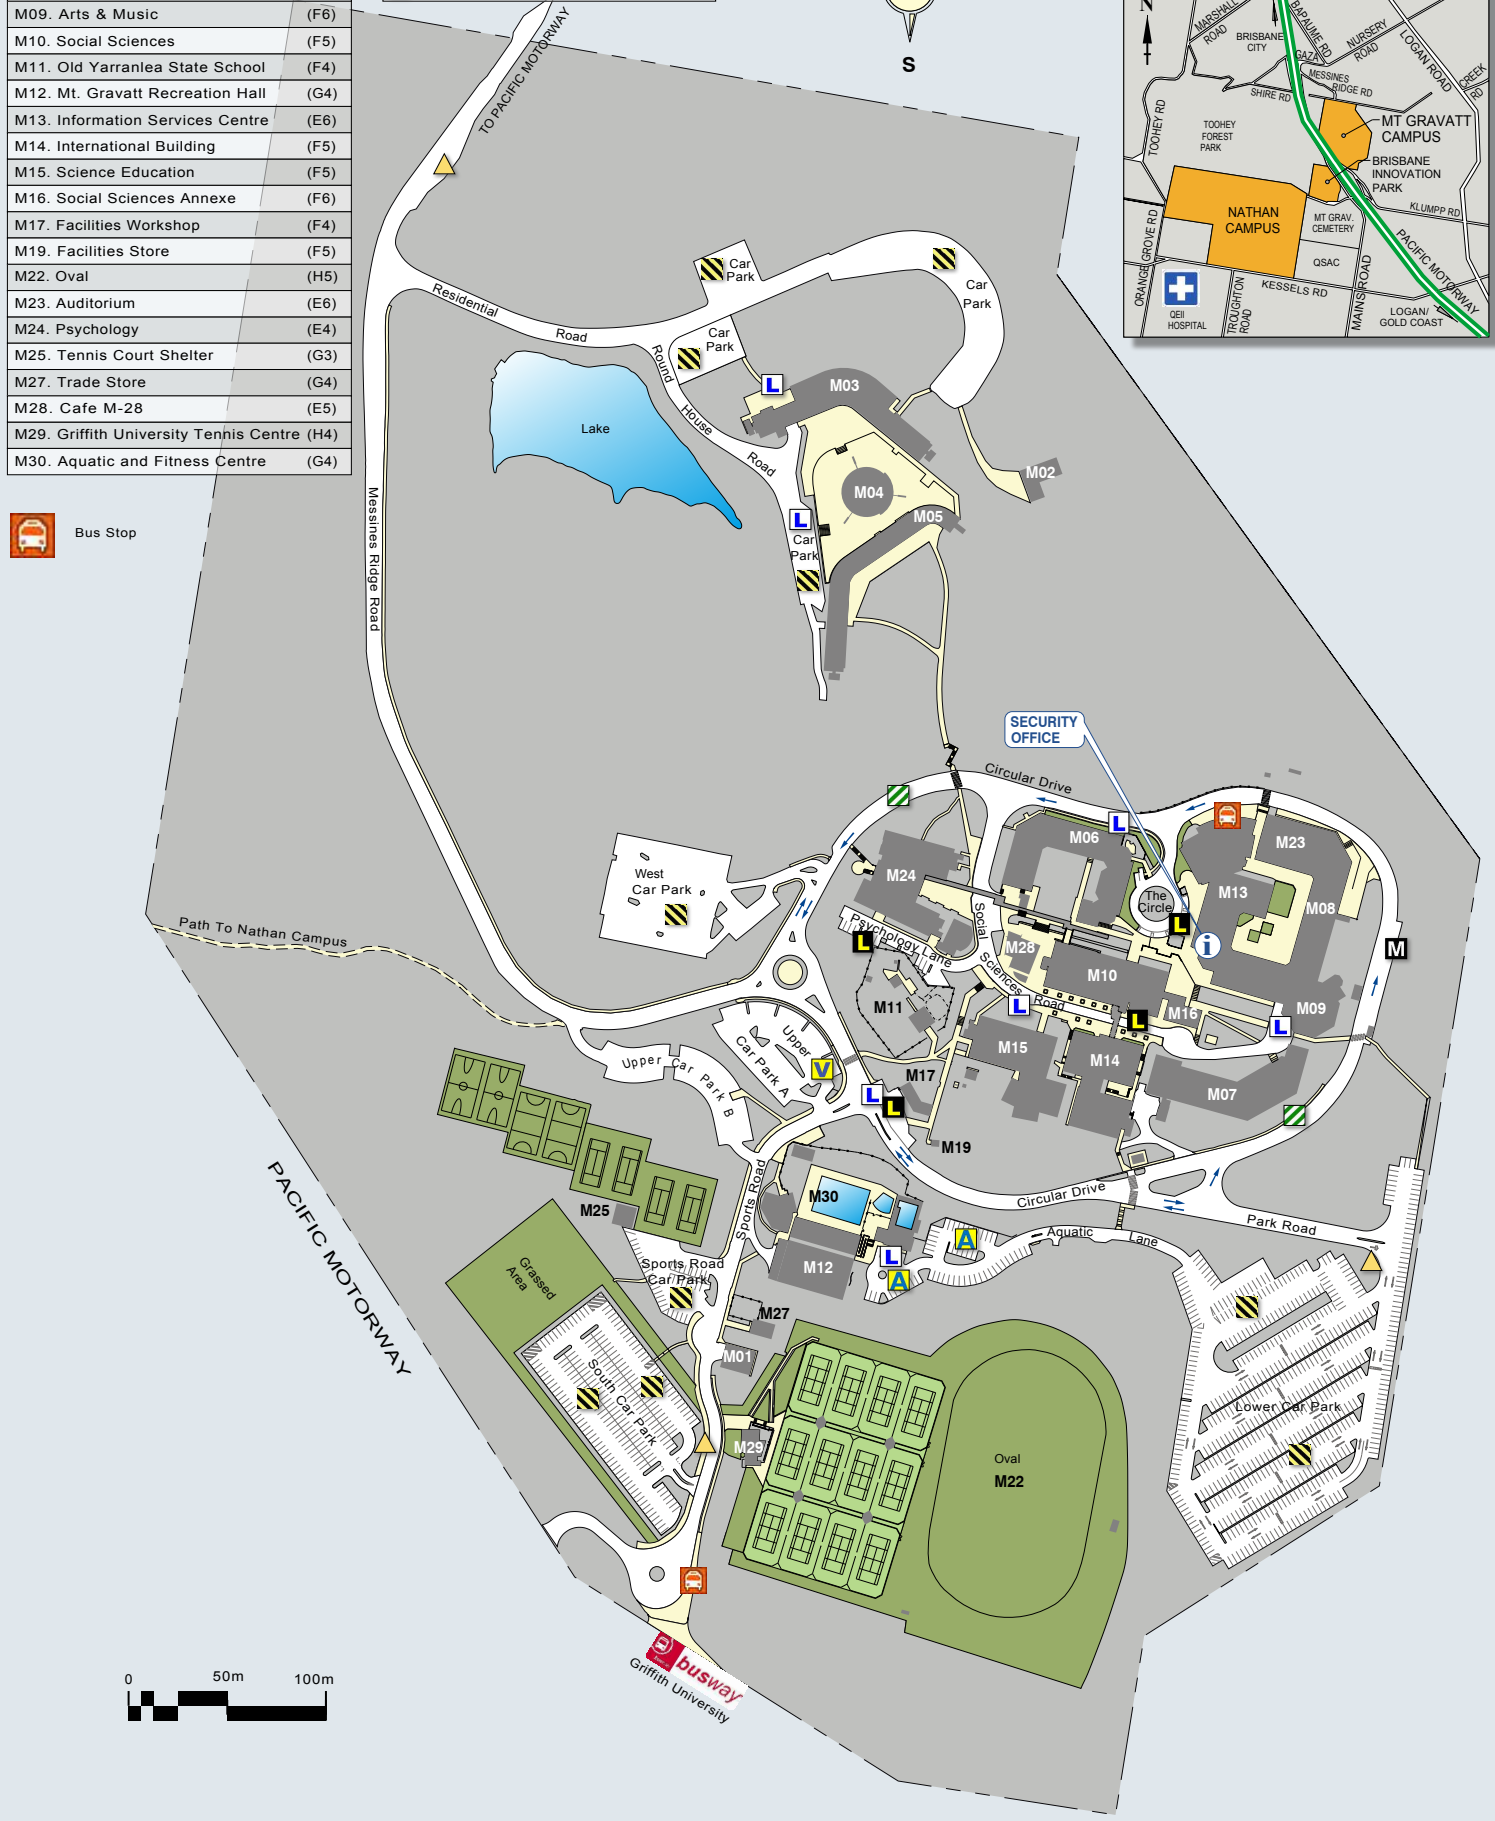 M09. Arts & Music (F6)
M10. Social Sciences (F5)
M11. Old Yarranlea State School (F4)
M12. Mt. Gravatt Recreation Hall (G4)
M13. Information Services Centre (E6)
M14. International Building (F5)
M15. Science Education (F5)
M16. Social Sciences Annexe (F6)
M17. Facilities Workshop (F4)
M19. Facilities Store (F5)
M22. Oval (H5)
M23. Auditorium (E6)
M24. Psychology (E4)
M25. Tennis Court Shelter (G3)
M27. Trade Store (G4)
M28. Cafe M-28 (E5)
M29. Griffith University Tennis Centre (H4)
M30. Aquatic and Fitness Centre (G4)
Bus Stop
S
N
MARSHALL
ROAD
BRISBANE
CITY
BAPAUME RD
GAZA
NURSERY
ROAD
LOGAN ROAD
CREEK
RD
MESSINES
RIDGE RD
SHIRE RD
TOOHEY RD
TOOHEY
FOREST
PARK
MT GRAVATT
CAMPUS
BRISBANE
INNOVATION
PARK
NATHAN
CAMPUS
MT GRAV.
CEMETERY
KLUMPP RD
ORANGE GROVE RD
QSAC
PACIFIC MOTORWAY
KESSELS RD
MAINS ROAD
TROUGHTON
ROAD
QEII
HOSPITAL
LOGAN/
GOLD COAST
TO PACIFIC MOTORWAY
Car
Park
Car
Park
Car
Park
Residential
Road
Round
House
Road
L
M03
Lake
M02
M04
M05
L
Car
Park
Messines Ridge Road
SECURITY
OFFICE
Circular Drive
L
M06
M23
M24
West
Car Park
M13
The
Circle
M08
L
Path To Nathan Campus
Psychology Lane
L
Social
Sciences
Road
M28
i
M
M10
M11
L
L
M16
M09
L
Upper
Car Park A
M15
M14
Upper Car Park B
V
M17
L
L
M07
M19
Sports Road
M30
Circular Drive
M25
Park Road
Aquatic
Lane
A
L
A
M12
Sports Road
Car Park
Grassed
Area
PACIFIC MOTORWAY
M27
M01
South Car Park
Lower Car Park
M29
Oval
M22
busway
Griffith University
0 50m 100m